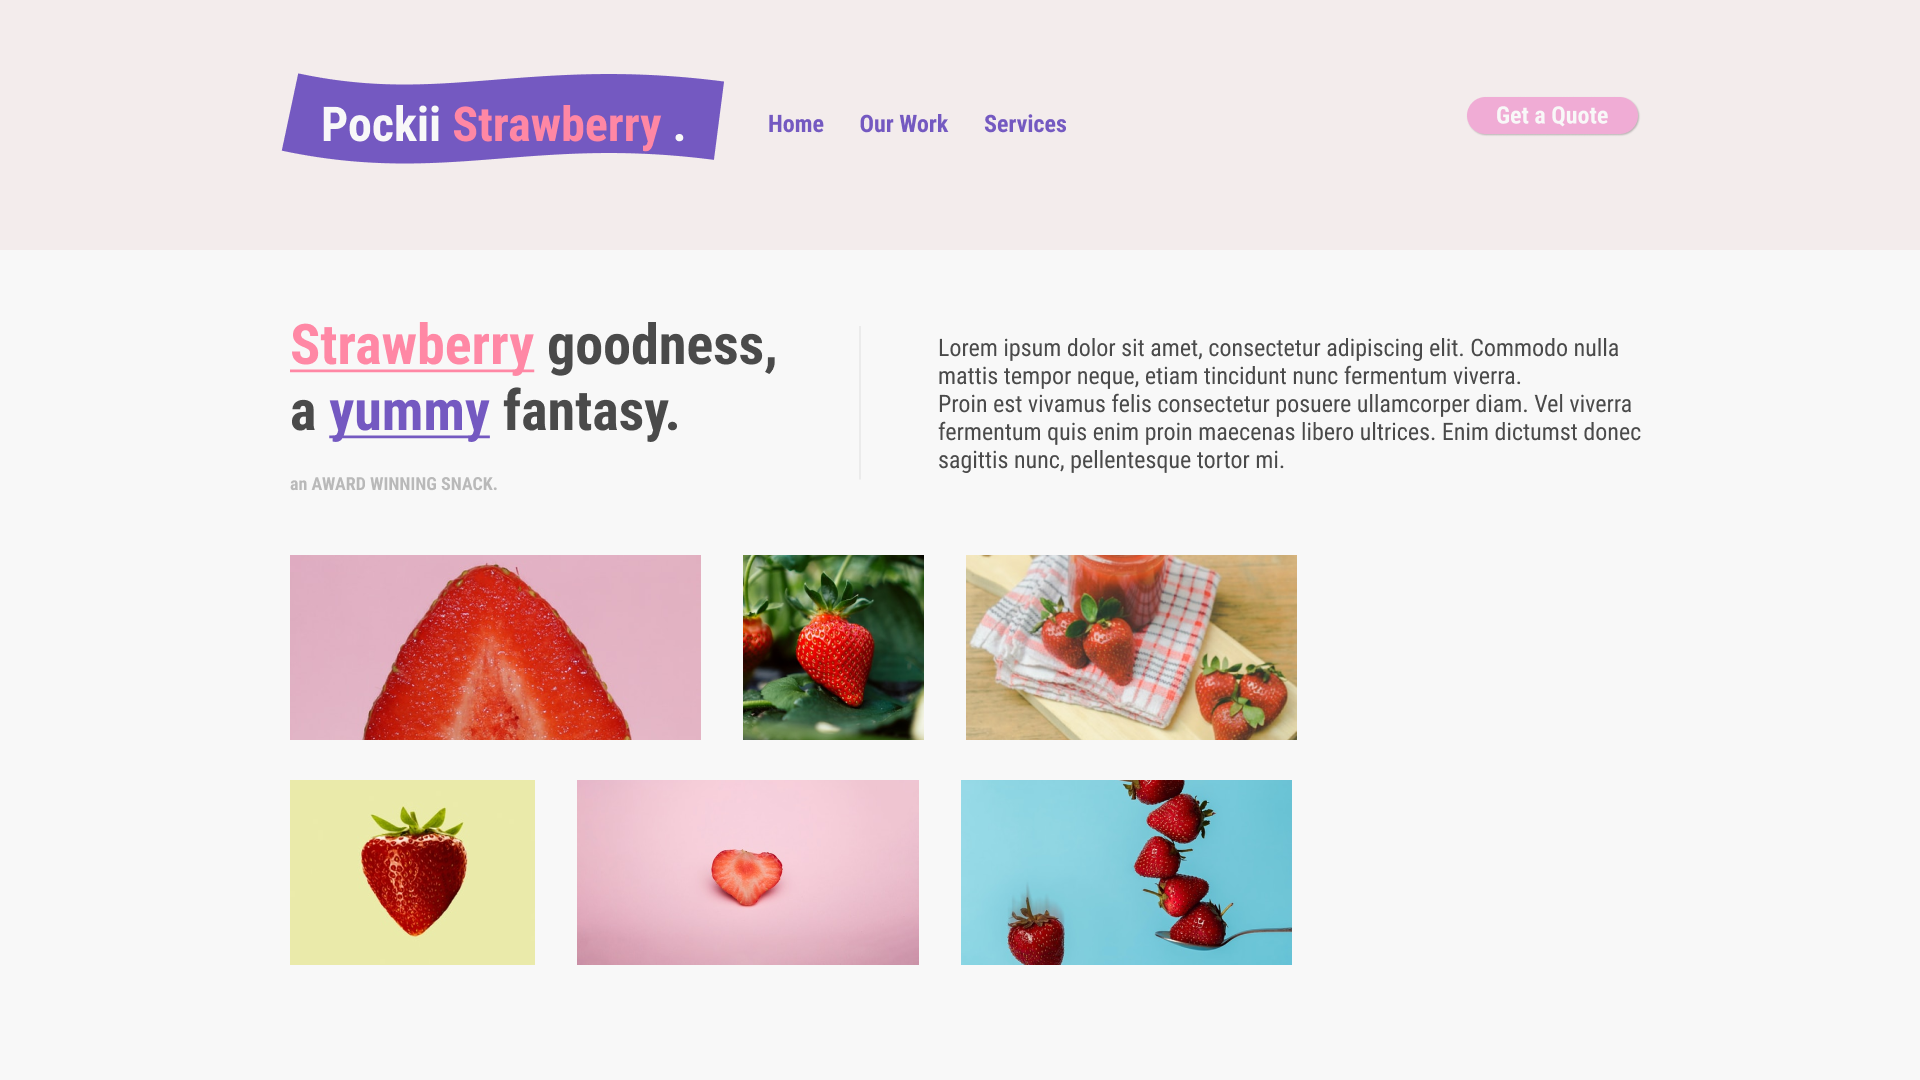 Pockii Strawberry .
Home Our Work Services
Get a Quote
Strawberry goodness,
a yummy fantasy.
an AWARD WINNING SNACK.
Lorem ipsum dolor sit amet, consectetur adipiscing elit. Commodo nulla
mattis tempor neque, etiam tincidunt nunc fermentum viverra.
Proin est vivamus felis consectetur posuere ullamcorper diam. Vel viverra
fermentum quis enim proin maecenas libero ultrices. Enim dictumst donec
sagittis nunc, pellentesque tortor mi.